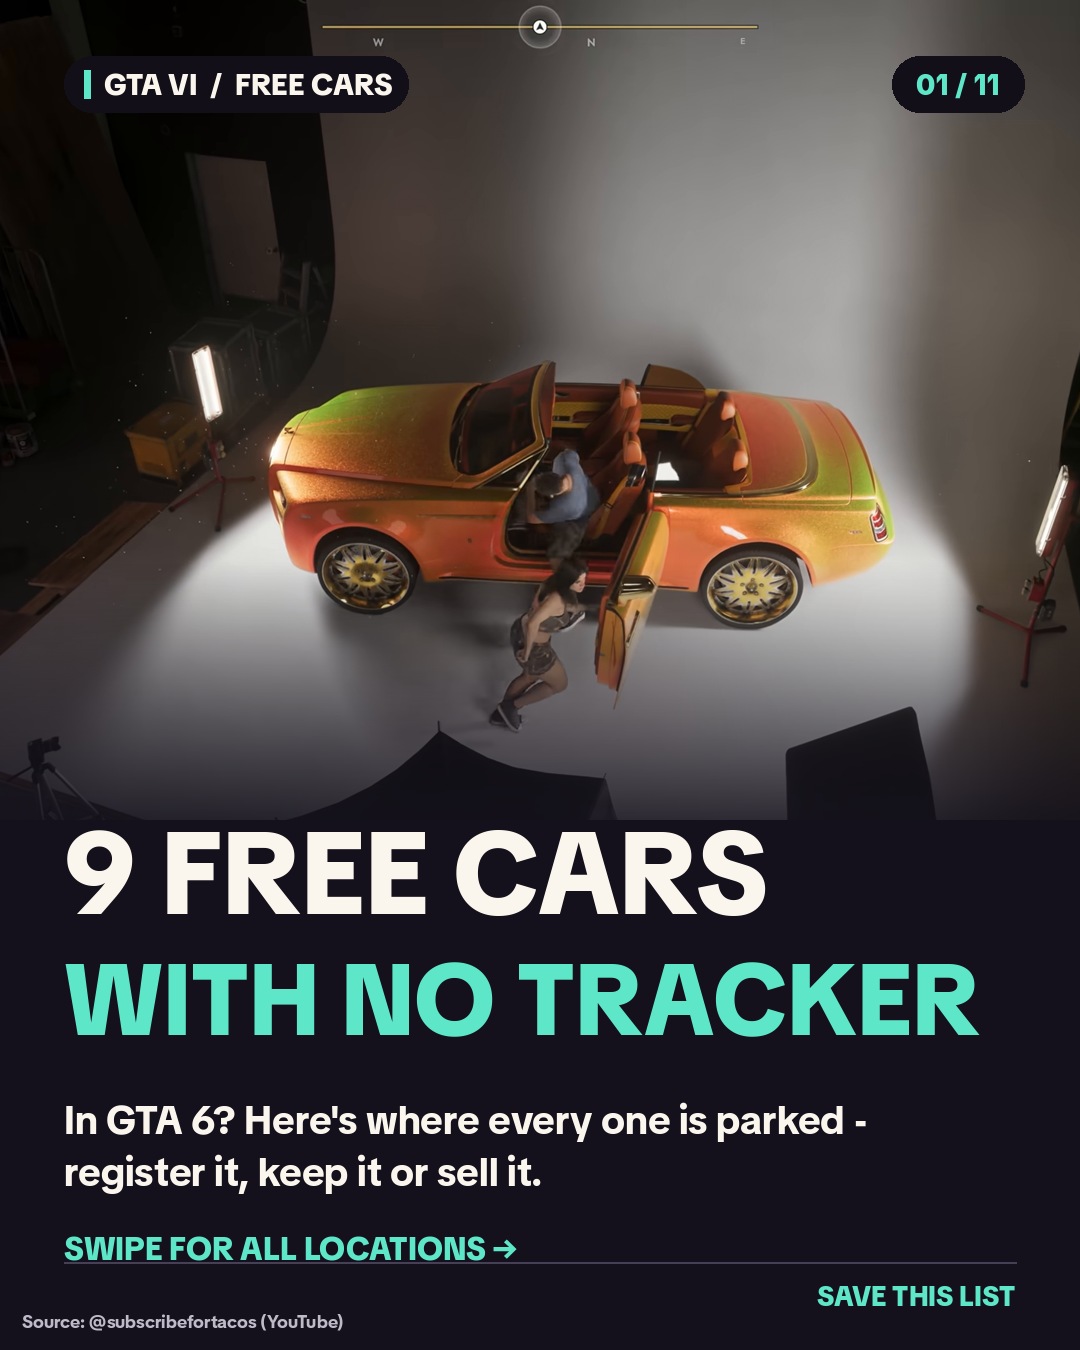 W N E
GTA VI / FREE CARS
01 / 11
9 FREE CARS
WITH NO TRACKER
In GTA 6? Here's where every one is parked -
register it, keep it or sell it.
SWIPE FOR ALL LOCATIONS →
SAVE THIS LIST
Source: @subscribefortacos (YouTube)